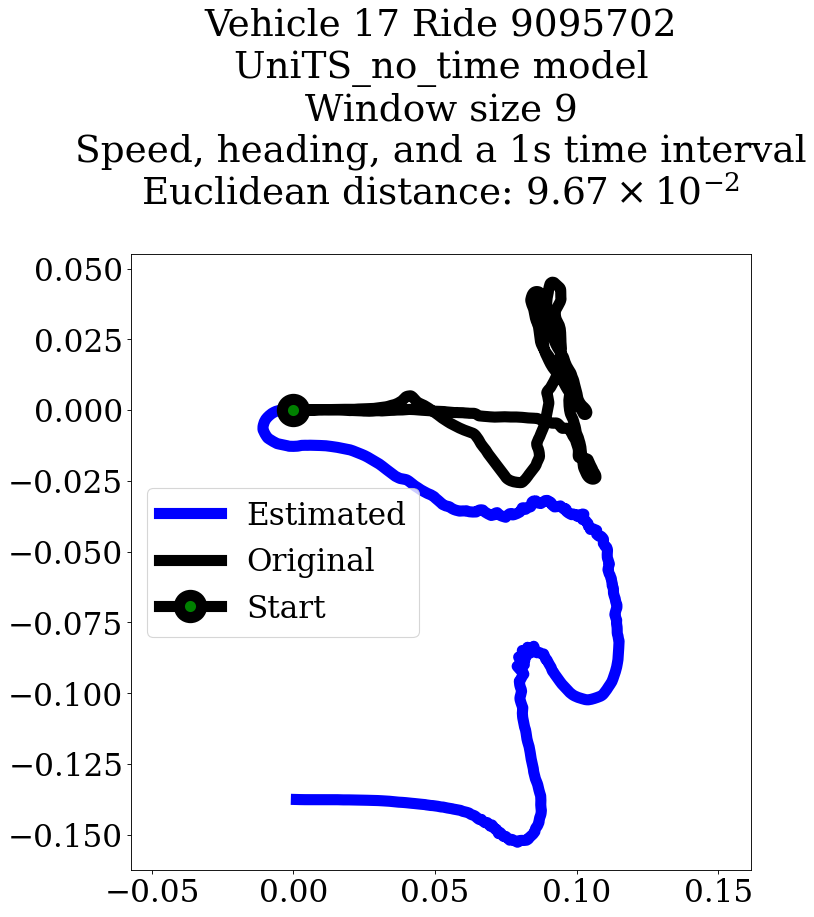 Vehicle 17 Ride 9095702
UniTS_no_time model
Window size 9
Speed, heading, and a 1s time interval
Euclidean distance: 9.67 × 10⁻²
0.050
0.025
0.000
−0.025
−0.050
−0.075
−0.100
−0.125
−0.150
Estimated
Original
Start
−0.05 0.00 0.05 0.10 0.15